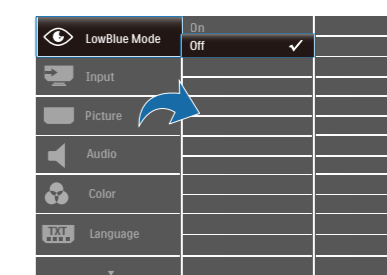 LowBlue Mode
On
Off
Input
Picture
Audio
Color
TXT
Language